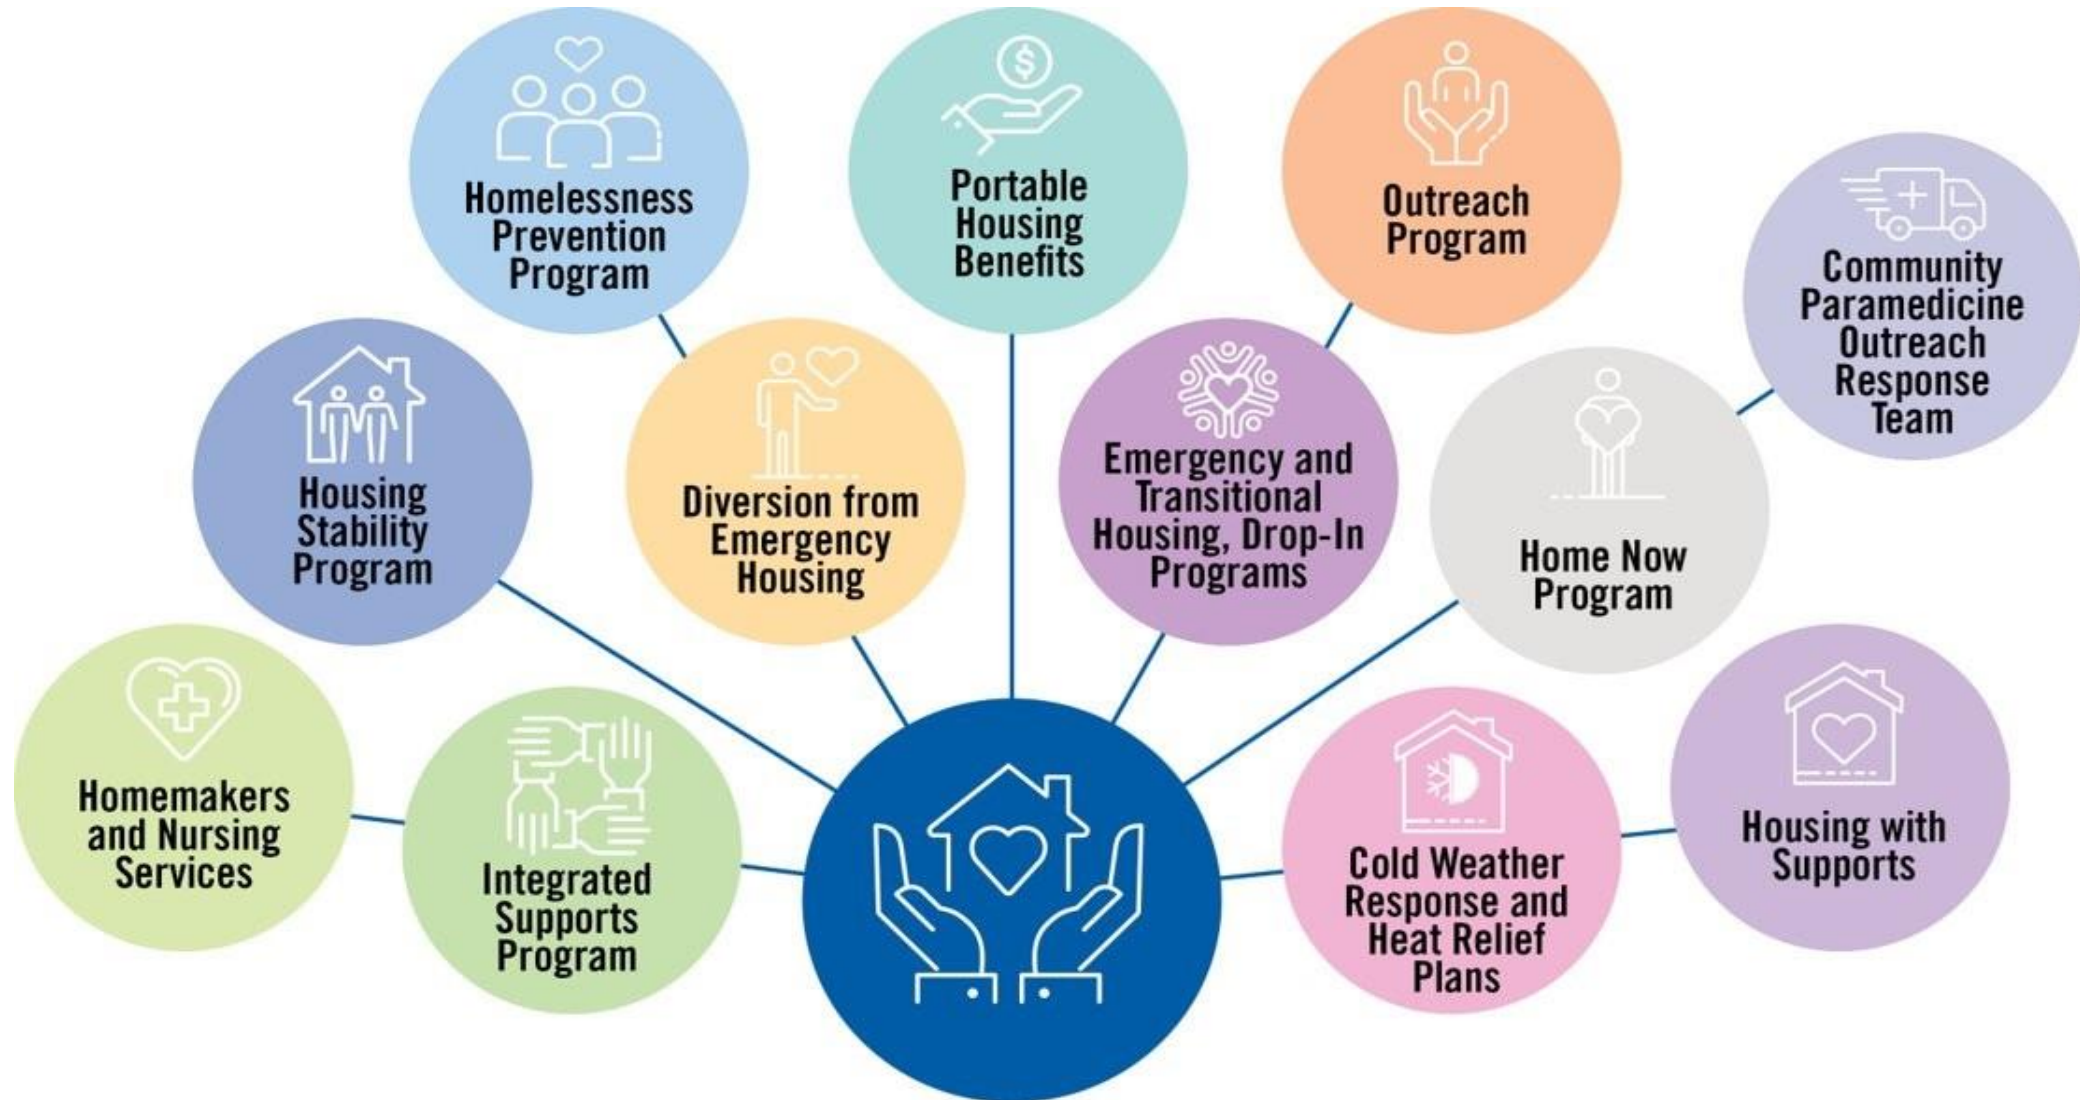 Homelessness
Prevention
Program
Portable
Housing
Benefits
Outreach
Program
Community
Paramedicine
Outreach
Response
Team
Housing
Stability
Program
Diversion from
Emergency
Housing
Emergency and
Transitional
Housing, Drop-In
Programs
Home Now
Program
Homemakers
and Nursing
Services
Integrated
Supports
Program
Cold Weather
Response and
Heat Relief
Plans
Housing with
Supports